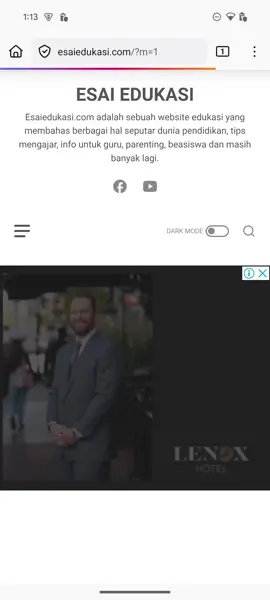 1:13
esaiedukasi.com/?m=1
1
ESAI EDUKASI
Esaiedukasi.com adalah sebuah website edukasi yang
membahas berbagai hal seputar dunia pendidikan, tips
mengajar, info untuk guru, parenting, beasiswa dan masih
banyak lagi.
DARK MODE
LENOX
HOTEL